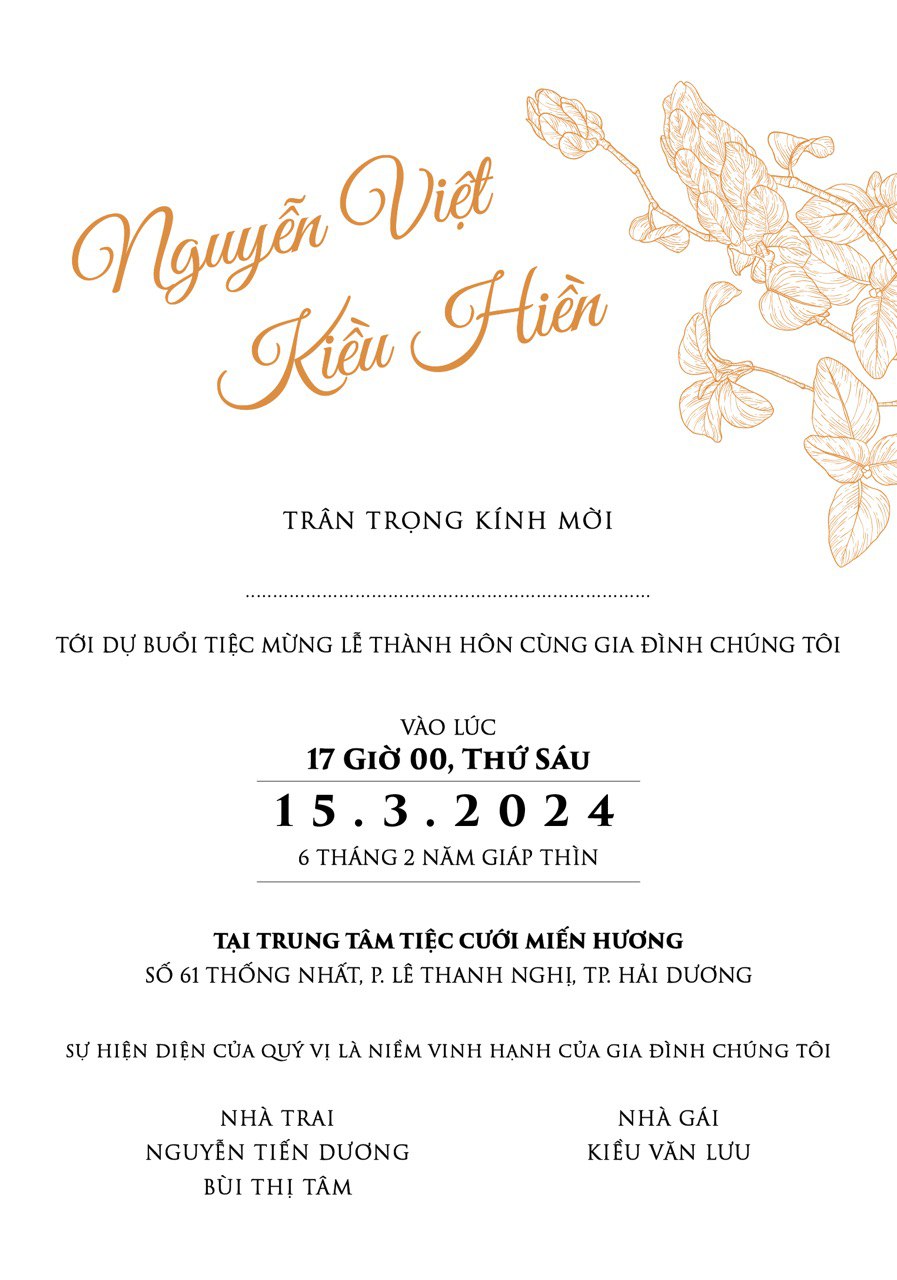 Nguyễn Việt
Kiều Hiền
TRÂN TRỌNG KÍNH MỜI
......................................................................
TỚI DỰ BUỔI TIỆC MỪNG LỄ THÀNH HÔN CÙNG GIA ĐÌNH CHÚNG TÔI
VÀO LÚC
17 GIỜ 00, THỨ SÁU
15.3.2024
6 THÁNG 2 NĂM GIÁP THÌN
TẠI TRUNG TÂM TIỆC CƯỚI MIẾN HƯƠNG
SỐ 61 THỐNG NHẤT, P. LÊ THANH NGHỊ, TP. HẢI DƯƠNG
SỰ HIỆN DIỆN CỦA QUÝ VỊ LÀ NIỀM VINH HẠNH CỦA GIA ĐÌNH CHÚNG TÔI
NHÀ TRAI
NGUYỄN TIẾN DƯƠNG
BÙI THỊ TÂM
NHÀ GÁI
KIỀU VĂN LƯU